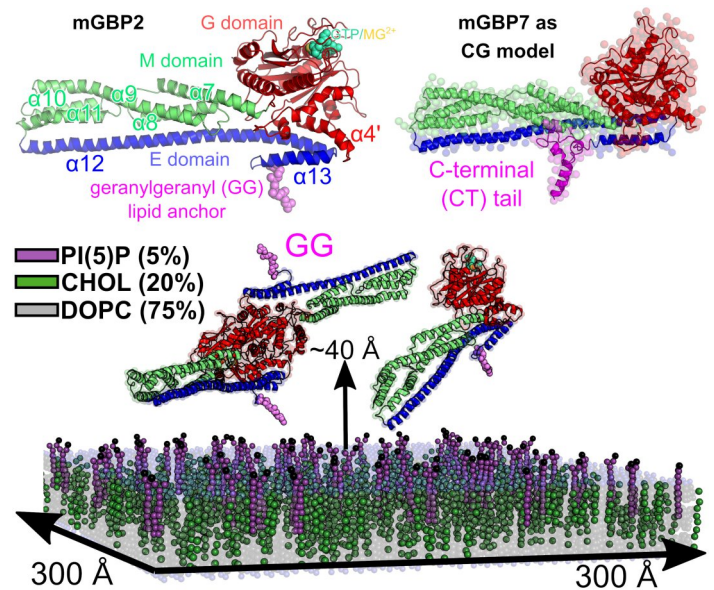 mGBP2
G domain
GTP/MG²⁺
M domain
α10
α9
α7
α11
α8
α4'
α12
E domain
α13
geranylgeranyl (GG)
lipid anchor
mGBP7 as
CG model
C-terminal
(CT) tail
PI(5)P (5%)
CHOL (20%)
DOPC (75%)
GG
~40 Å
300 Å
300 Å